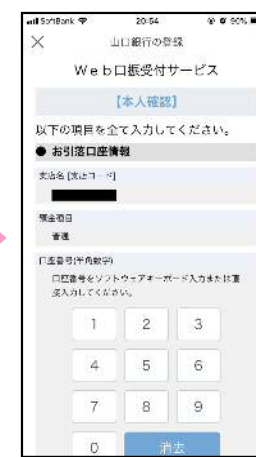 SoftBank 20:54 90%
× 山口銀行の登録
Web口振受付サービス
【本人確認】
以下の項目を全て入力してください。
● お引落口座情報
支店名 [支店コード]
預金項目
普通
口座番号(半角数字)
口座番号をソフトウェアキーボード入力または直
接入力してください。
1 2 3
4 5 6
7 8 9
0 消去